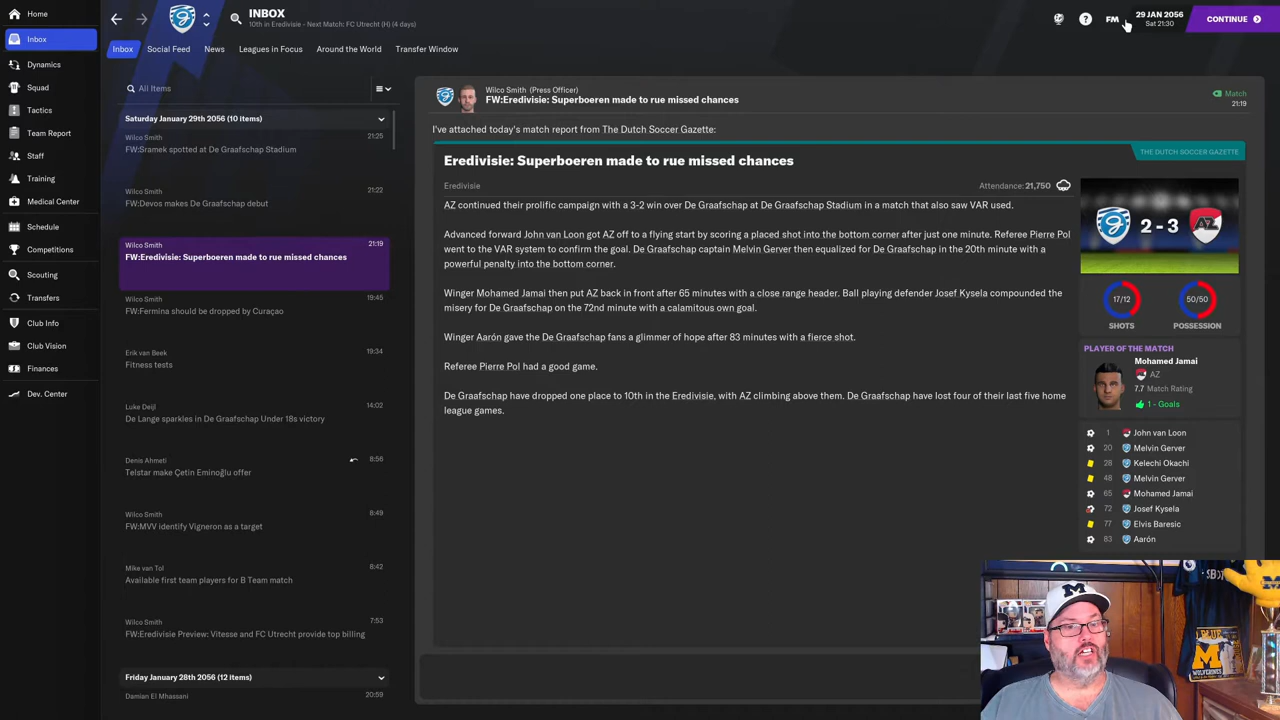 Home
Inbox
Dynamics
Squad
Tactics
Team Report
Staff
Training
Medical Center
Schedule
Competitions
Scouting
Transfers
Club Info
Club Vision
Finances
Dev. Center
INBOX
10th in Eredivisie - Next Match: FC Utrecht (H) (4 days)
FM
29 JAN 2056
Sat 21:30
CONTINUE
Inbox
Social Feed
News
Leagues in Focus
Around the World
Transfer Window
All Items
Saturday January 29th 2056 (10 items)
Wilco Smith 21:25
FW:Sramek spotted at De Graafschap Stadium
Wilco Smith 21:22
FW:Devos makes De Graafschap debut
Wilco Smith 21:19
FW:Eredivisie: Superboeren made to rue missed chances
Wilco Smith 19:45
FW:Fermina should be dropped by Curaçao
Erik van Beek 19:34
Fitness tests
Luke Deijl 14:02
De Lange sparkles in De Graafschap Under 18s victory
Denis Ahmeti 8:56
Telstar make Çetin Eminoğlu offer
Wilco Smith 8:49
FW:MVV identify Vigneron as a target
Mike van Tol 8:42
Available first team players for B Team match
Wilco Smith 7:53
FW:Eredivisie Preview: Vitesse and FC Utrecht provide top billing
Friday January 28th 2056 (12 items)
Damian El Mhassani 20:59
Wilco Smith (Press Officer)
FW:Eredivisie: Superboeren made to rue missed chances
Match
21:19
I've attached today's match report from The Dutch Soccer Gazette:
THE DUTCH SOCCER GAZETTE
Eredivisie: Superboeren made to rue missed chances
Eredivisie
Attendance: 21,750
AZ continued their prolific campaign with a 3-2 win over De Graafschap at De Graafschap Stadium in a match that also saw VAR used.
Advanced forward John van Loon got AZ off to a flying start by scoring a placed shot into the bottom corner after just one minute. Referee Pierre Pol
went to the VAR system to confirm the goal. De Graafschap captain Melvin Gerver then equalized for De Graafschap in the 20th minute with a
powerful penalty into the bottom corner.
Winger Mohamed Jamai then put AZ back in front after 65 minutes with a close range header. Ball playing defender Josef Kysela compounded the
misery for De Graafschap on the 72nd minute with a calamitous own goal.
Winger Aarón gave the De Graafschap fans a glimmer of hope after 83 minutes with a fierce shot.
Referee Pierre Pol had a good game.
De Graafschap have dropped one place to 10th in the Eredivisie, with AZ climbing above them. De Graafschap have lost four of their last five home
league games.
2 - 3
17/12
50/50
SHOTS
POSSESSION
PLAYER OF THE MATCH
Mohamed Jamai
AZ
7.7 Match Rating
1 - Goals
1 John van Loon
20 Melvin Gerver
28 Kelechi Okachi
48 Melvin Gerver
65 Mohamed Jamai
72 Josef Kysela
77 Elvis Baresic
83 Aarón
M
BLUE
WOLVERINES
M